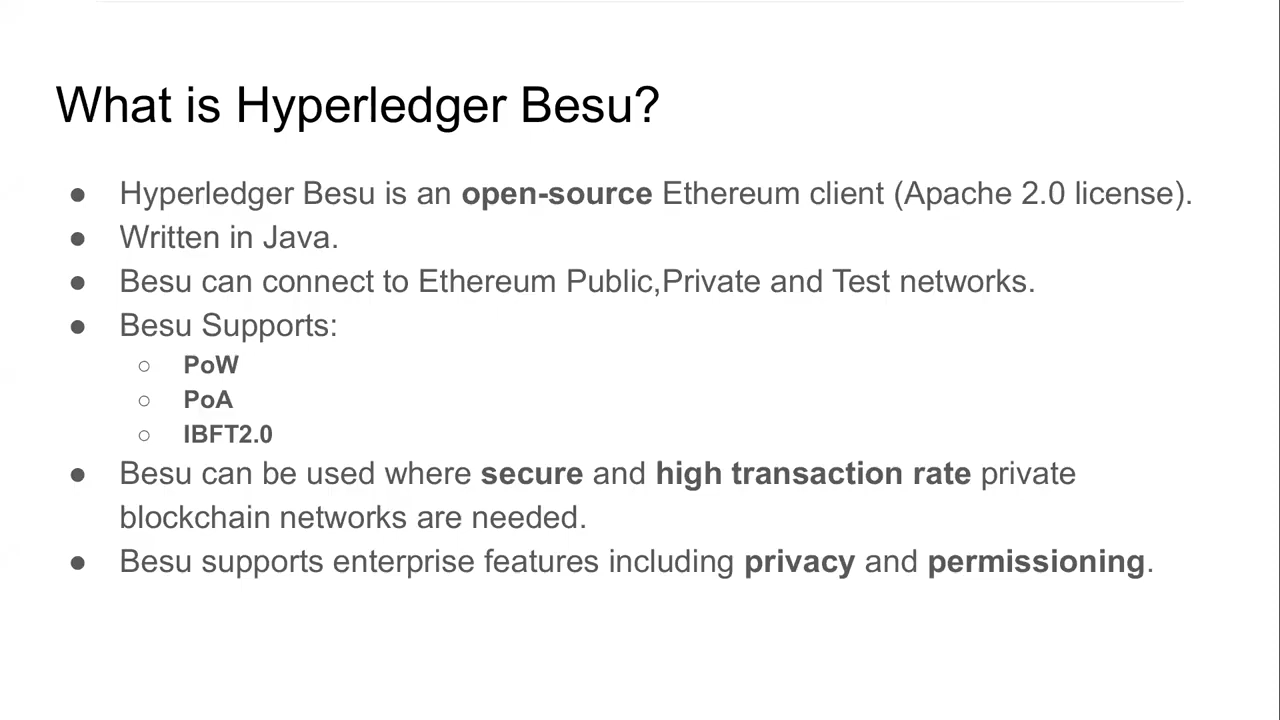 What is Hyperledger Besu?
● Hyperledger Besu is an open-source Ethereum client (Apache 2.0 license).
● Written in Java.
● Besu can connect to Ethereum Public,Private and Test networks.
● Besu Supports:
○ PoW
○ PoA
○ IBFT2.0
● Besu can be used where secure and high transaction rate private
blockchain networks are needed.
● Besu supports enterprise features including privacy and permissioning.